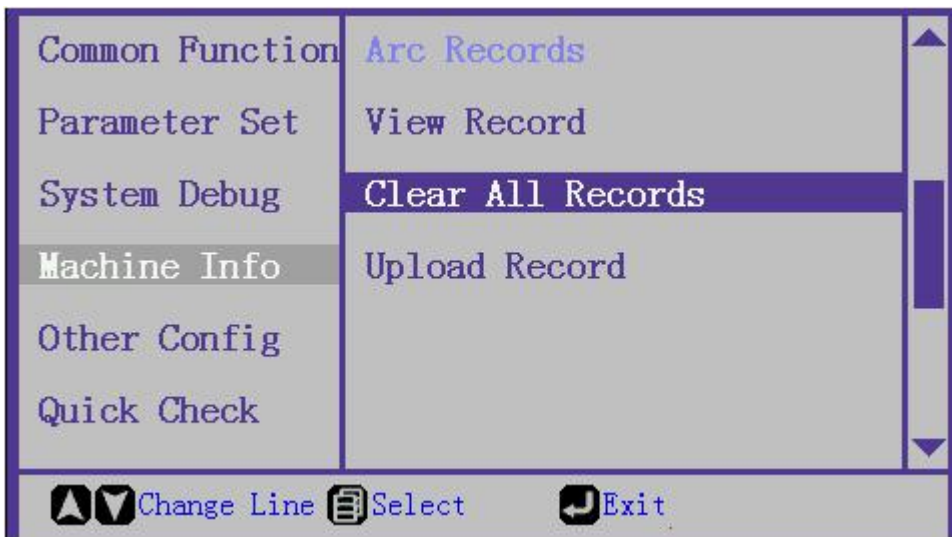 Common Function
Parameter Set
System Debug
Machine Info
Other Config
Quick Check
Arc Records
View Record
Clear All Records
Upload Record
Change Line Select Exit